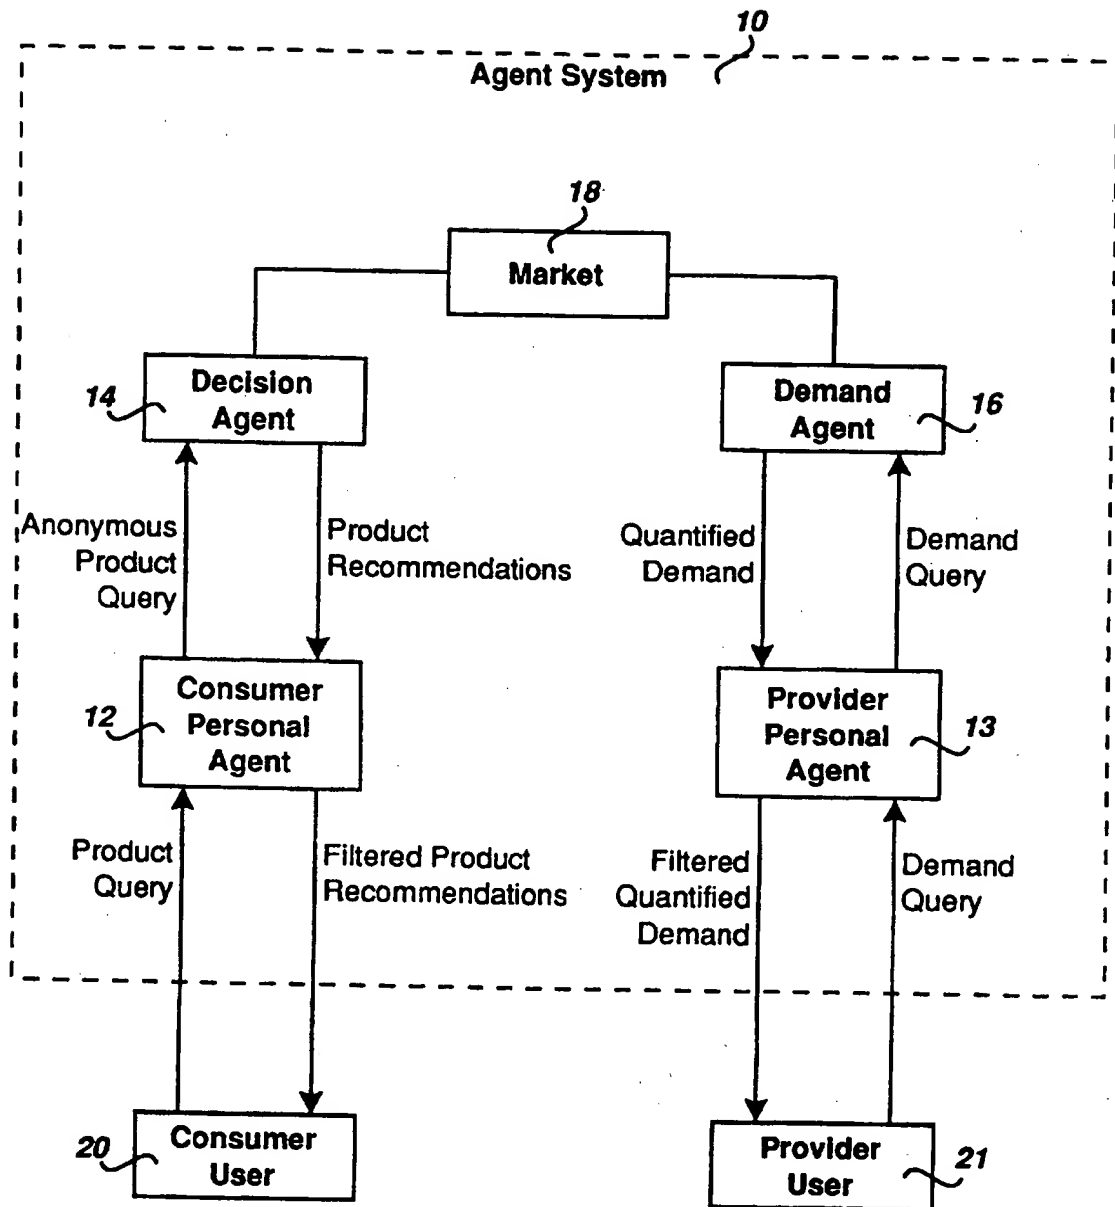 10
Agent System
18
Market
14
Decision
Agent
Demand
Agent
16
Anonymous
Product
Query
Product
Recommendations
Quantified
Demand
Demand
Query
12
Consumer
Personal
Agent
Provider
Personal
Agent
13
Product
Query
Filtered Product
Recommendations
Filtered
Quantified
Demand
Demand
Query
20
Consumer
User
Provider
User
21